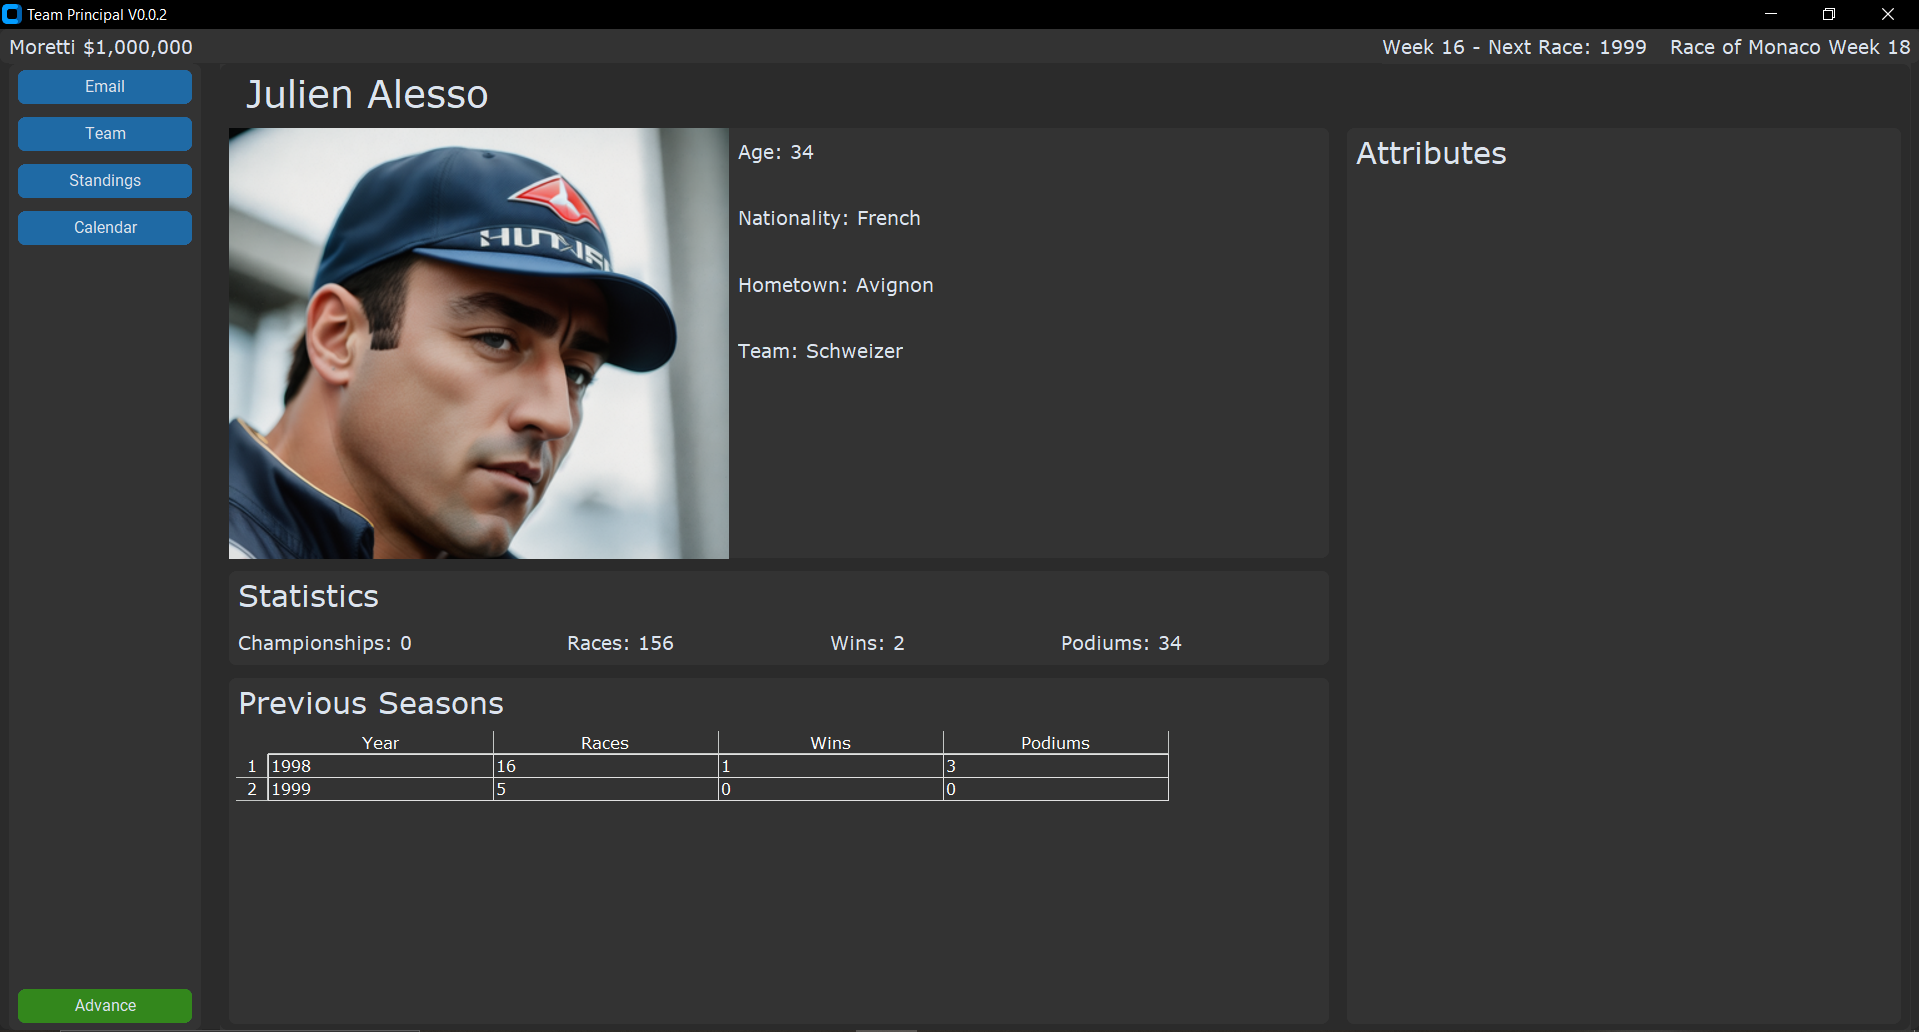 Team Principal V0.0.2
Moretti $1,000,000
Week 16 - Next Race: 1999 Race of Monaco Week 18
Email
Team
Standings
Calendar
Advance
Julien Alesso
Age: 34
Nationality: French
Hometown: Avignon
Team: Schweizer
Attributes
Statistics
Championships: 0 Races: 156 Wins: 2 Podiums: 34
Previous Seasons
Year Races Wins Podiums
1 1998 16 1 3
2 1999 5 0 0